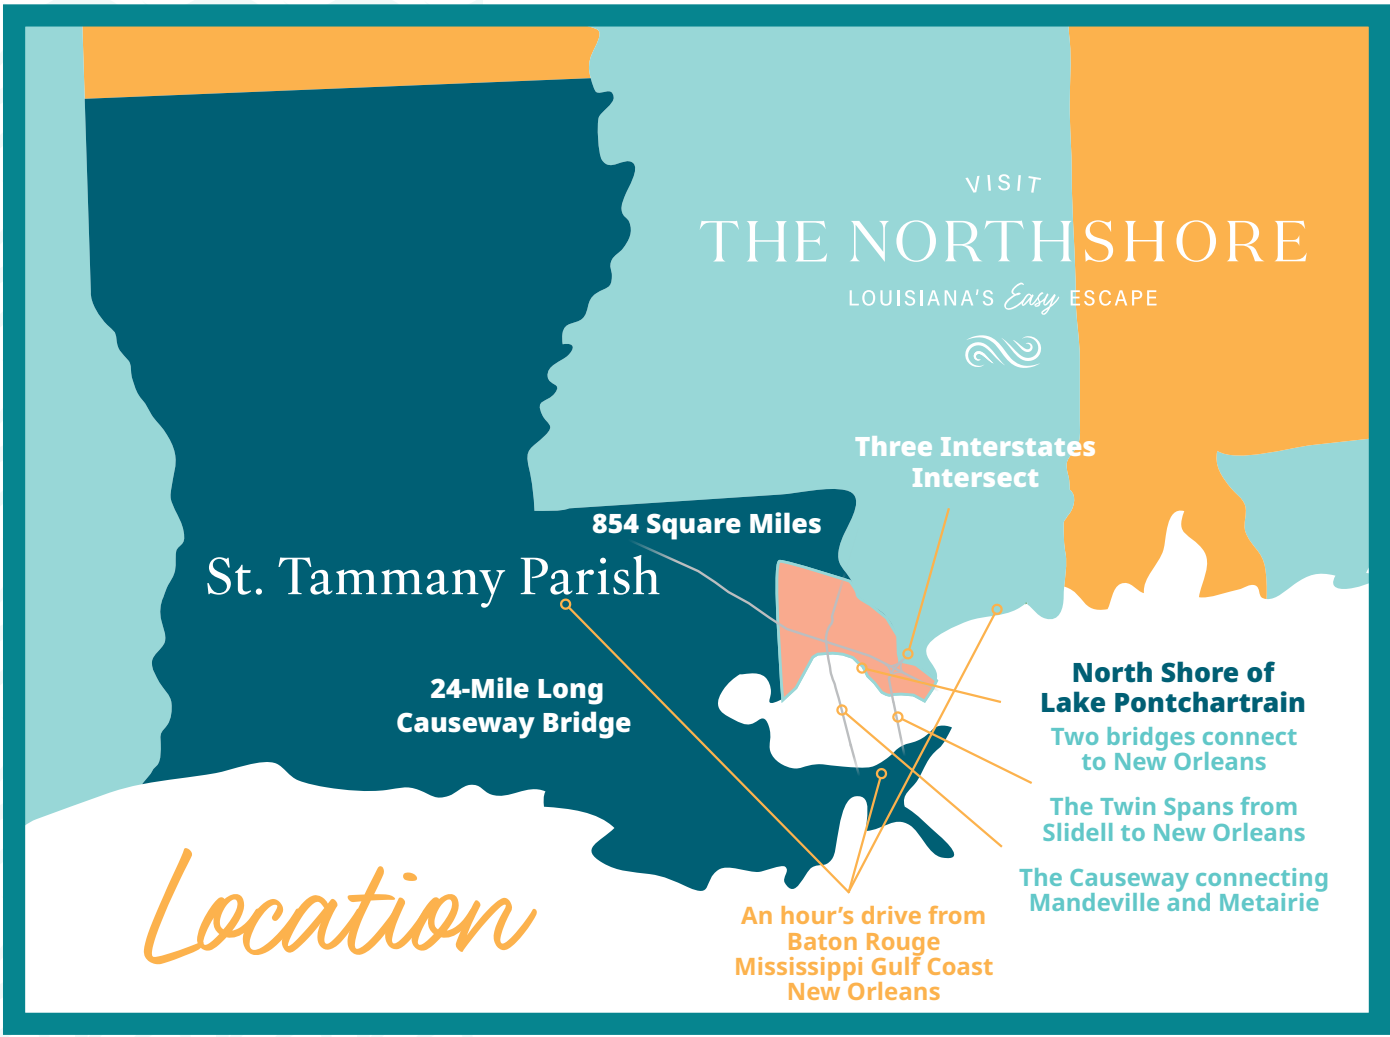 VISIT
THE NORTHSHORE
LOUISIANA'S Easy ESCAPE
Three Interstates
Intersect
854 Square Miles
St. Tammany Parish
24-Mile Long
Causeway Bridge
North Shore of
Lake Pontchartrain
Two bridges connect
to New Orleans
The Twin Spans from
Slidell to New Orleans
The Causeway connecting
Mandeville and Metairie
Location
An hour's drive from
Baton Rouge
Mississippi Gulf Coast
New Orleans